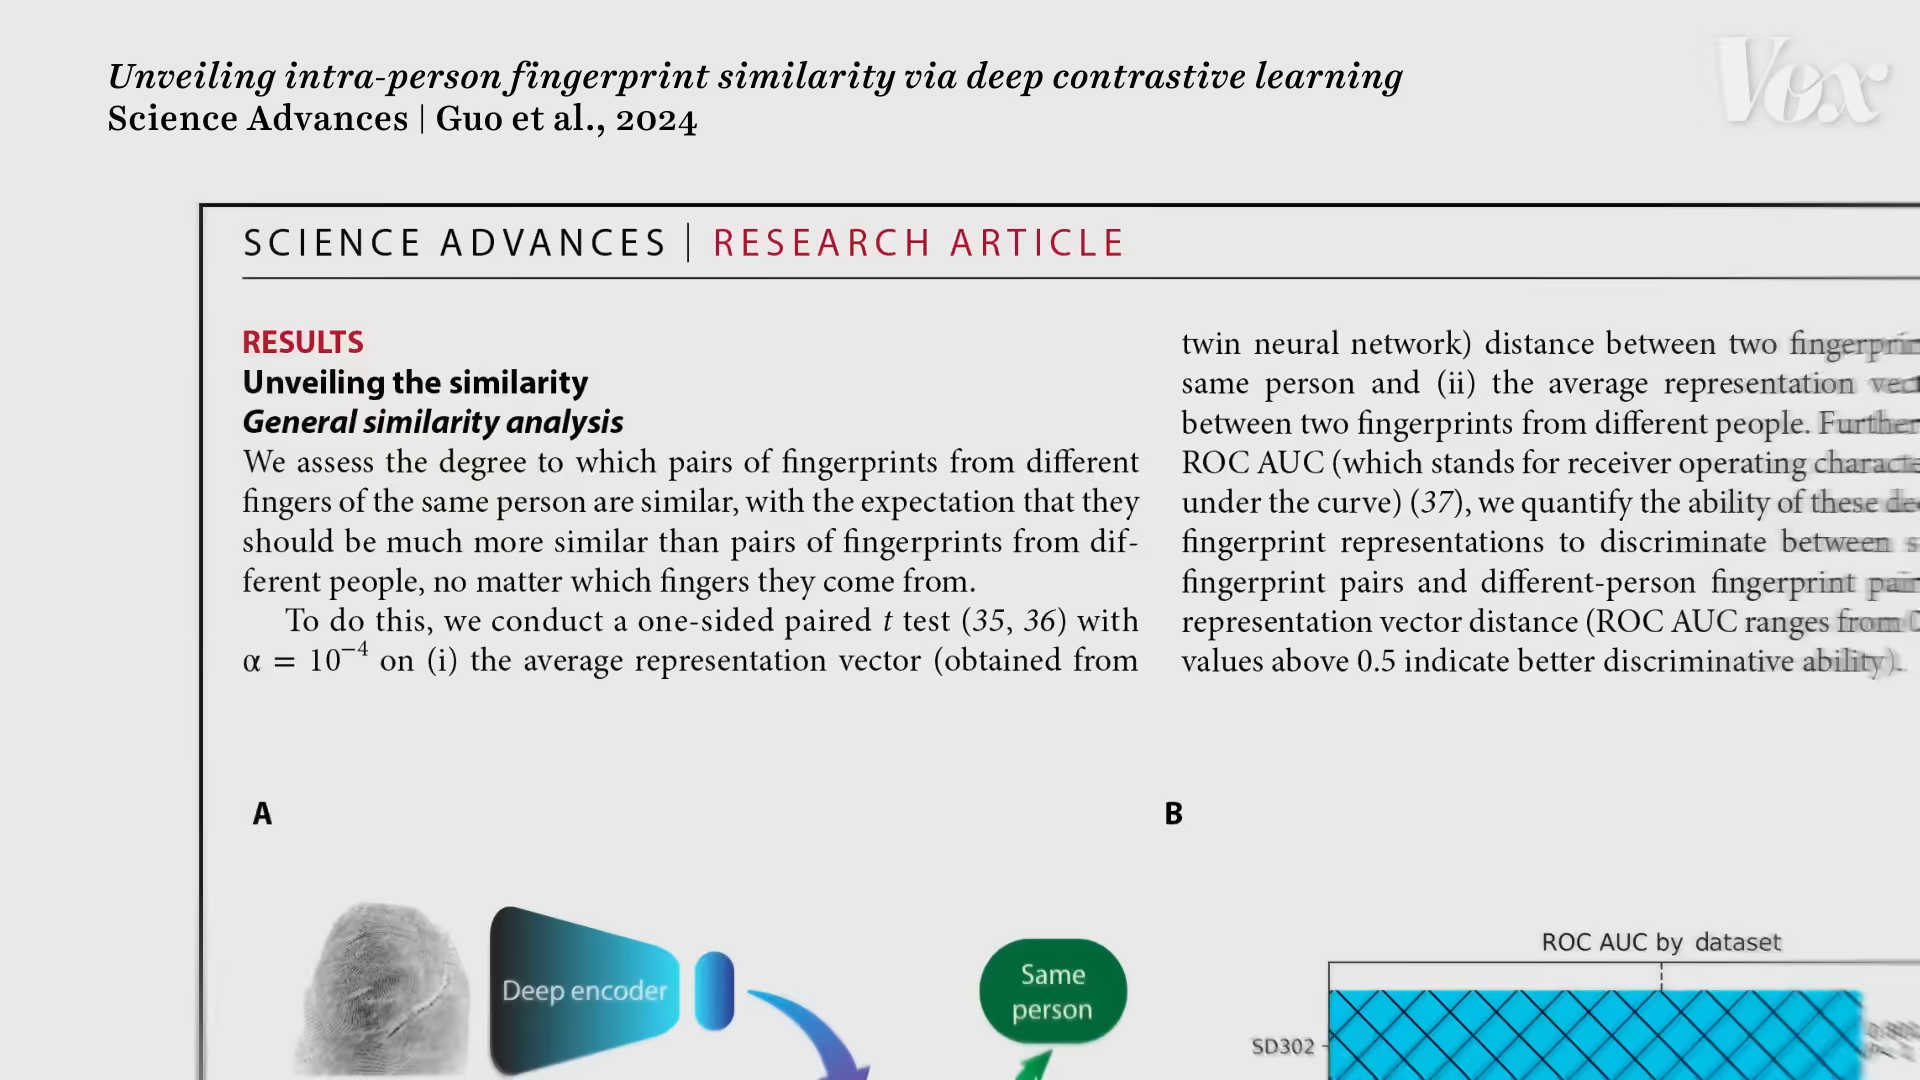 Unveiling intra-person fingerprint similarity via deep contrastive learning
Science Advances | Guo et al., 2024
Vox
SCIENCE ADVANCES | RESEARCH ARTICLE
RESULTS
Unveiling the similarity
General similarity analysis
We assess the degree to which pairs of fingerprints from different
fingers of the same person are similar, with the expectation that they
should be much more similar than pairs of fingerprints from dif-
ferent people, no matter which fingers they come from.
To do this, we conduct a one-sided paired t test (35, 36) with
α = 10⁻⁴ on (i) the average representation vector (obtained from
twin neural network) distance between two
same person and (ii) the average representation
between two fingerprints from different people.
ROC AUC (which stands for receiver operating
under the curve) (37), we quantify the ability of these
fingerprint representations to discriminate between
fingerprint pairs and different-person fingerprint
representation vector distance (ROC AUC ranges from
values above 0.5 indicate better discriminative ability).
A
B
Deep encoder
Same
person
ROC AUC by dataset
SD302